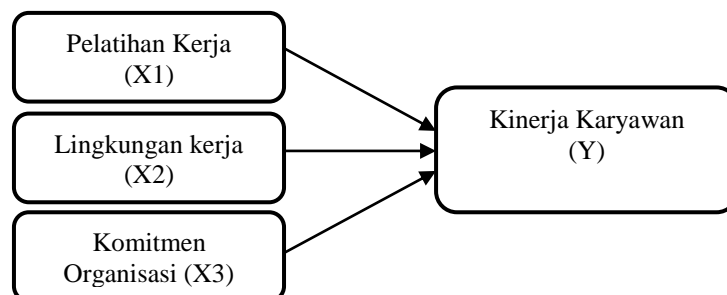 Pelatihan Kerja
(X1)
Lingkungan kerja
(X2)
Komitmen
Organisasi (X3)
Kinerja Karyawan
(Y)